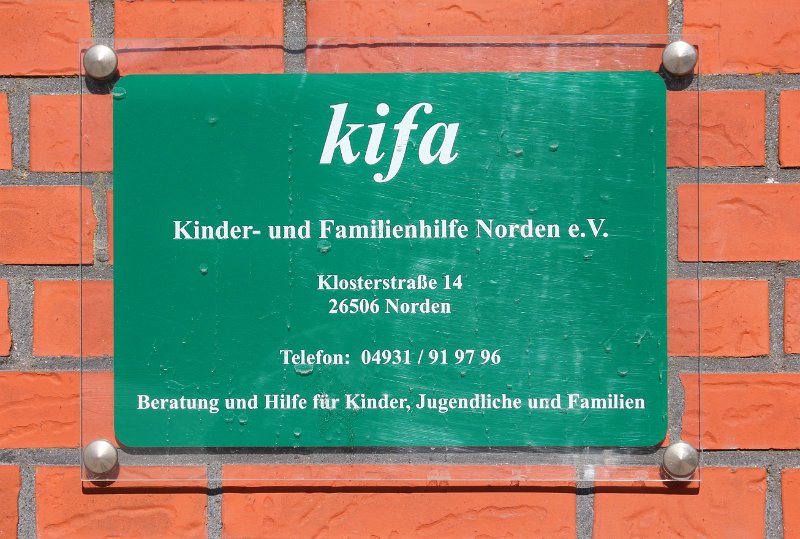 kifa
Kinder- und Familienhilfe Norden e.V.
Klosterstraße 14
26506 Norden
Telefon: 04931 / 91 97 96
Beratung und Hilfe für Kinder, Jugendliche und Familien